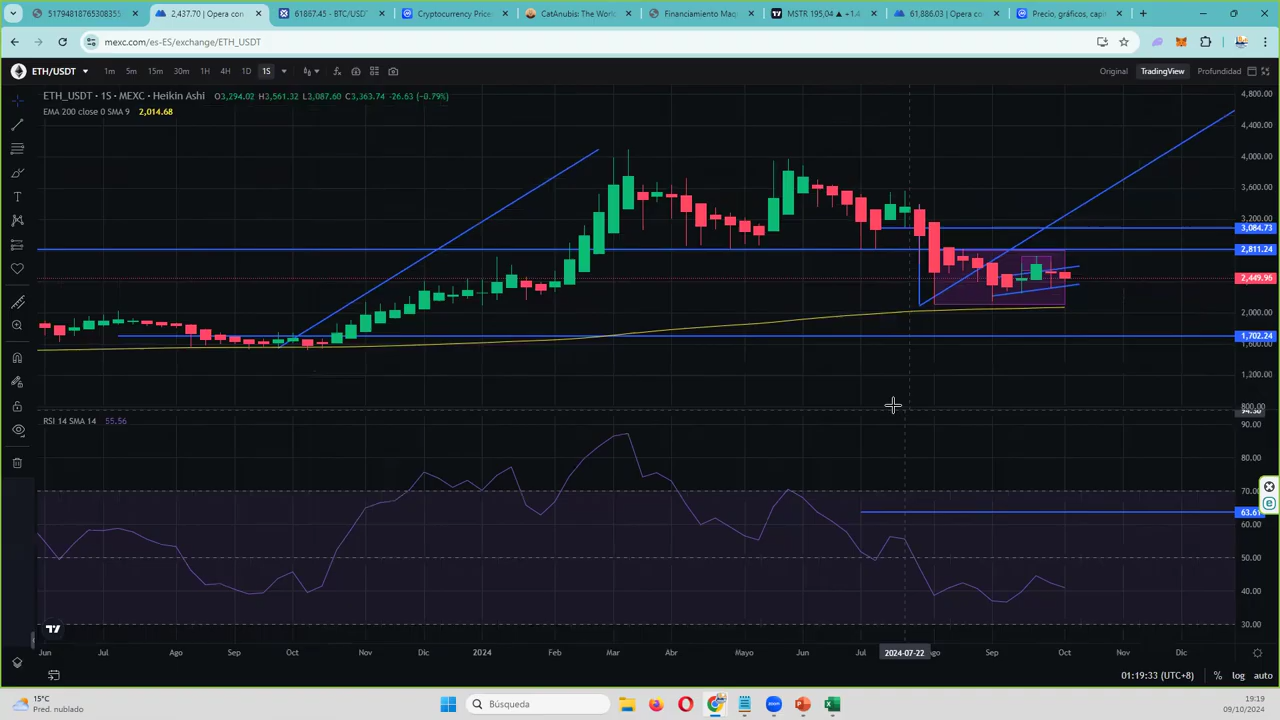 517948187650308355
2,437.70 | Opera con
61867.45 - BTC/USDT
Cryptocurrency Price
CatAnubis: The World
Financiamiento Maq
MSTR 195,04 ▲ +1.4
61,886.03 | Opera co
Precio, gráficos, capi
mexc.com/es-ES/exchange/ETH_USDT
ETH/USDT 1m 5m 15m 30m 1H 4H 1D 1S Original TradingView Profundidad
ETH_USDT · 1S · MEXC · Heikin Ashi O3,294.02 H3,561.32 L3,087.60 C3,363.74 -26.63 (-0.79%)
EMA 200 close 0 SMA 9 2,014.68
4,800.00
4,400.00
4,000.00
3,600.00
3,200.00
3,084.73
2,811.24
2,449.96
2,000.00
1,702.24
1,600.00
1,200.00
800.00
94.30
RSI 14 SMA 14 55.56
90.00
80.00
70.00
63.61
60.00
50.00
40.00
30.00
Jun Jul Ago Sep Oct Nov Dic 2024 Feb Mar Abr Mayo Jun Jul 2024-07-22 go Sep Oct Nov Dic
01:19:33 (UTC+8) % log auto
15°C
Pred. nublado
Búsqueda
19:19
09/10/2024